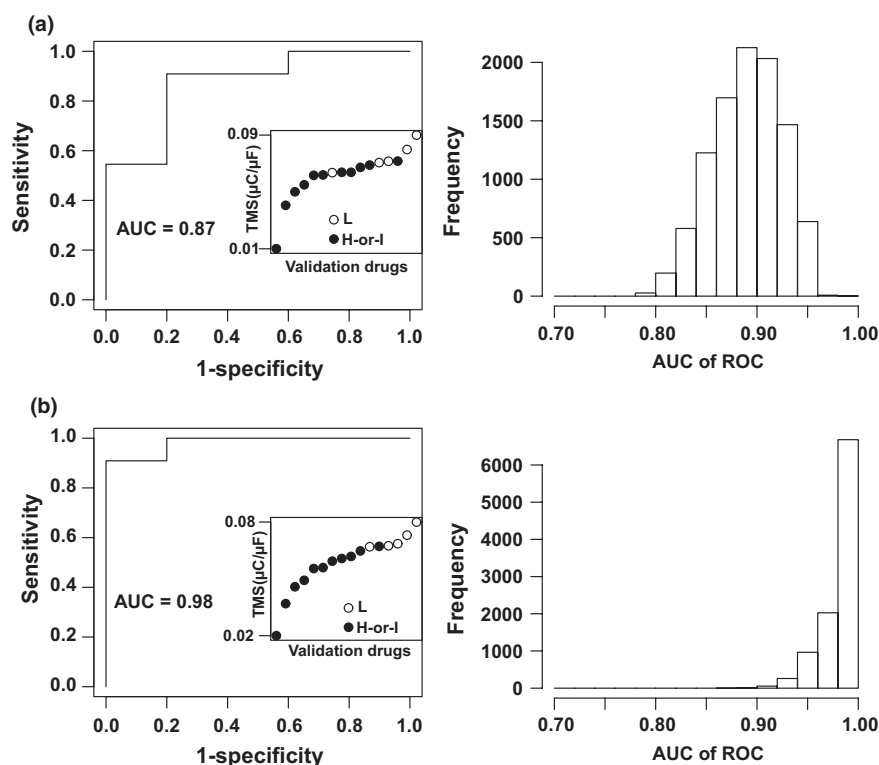 (a)
Sensitivity
1.0
0.8
0.6
0.4
0.2
0.0
AUC = 0.87
TMS(µC/µF)
0.09
0.01
L
H-or-I
Validation drugs
0.0 0.2 0.4 0.6 0.8 1.0
1-specificity
Frequency
2000
1500
1000
500
0
0.70 0.80 0.90 1.00
AUC of ROC
(b)
Sensitivity
1.0
0.8
0.6
0.4
0.2
0.0
AUC = 0.98
TMS(µC/µF)
0.08
0.02
L
H-or-I
Validation drugs
0.0 0.2 0.4 0.6 0.8 1.0
1-specificity
Frequency
6000
5000
4000
3000
2000
1000
0
0.70 0.80 0.90 1.00
AUC of ROC